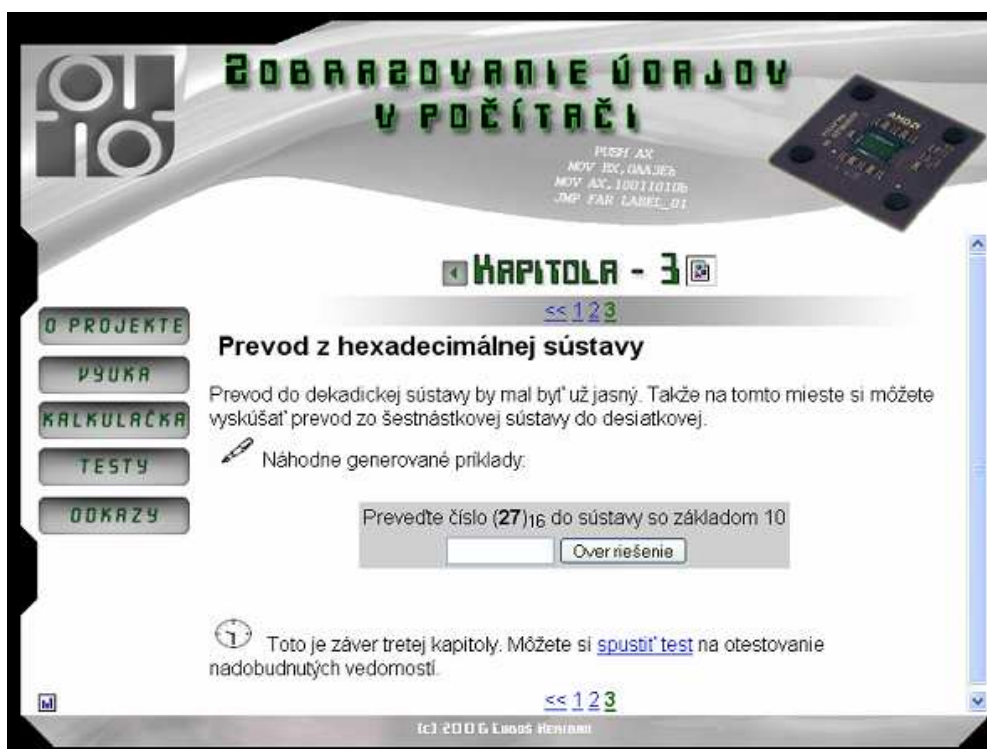 ZOBRAZOVANIE ÚDAJOV
V POČÍTAČI
PUSH AX
MOV AX,10011010b
JMP FAR LABEL_01
KAPITOLA - 3
<< 1 2 3
O PROJEKTE
VÝUKA
KALKULAČKA
TESTY
ODKAZY
Prevod z hexadecimálnej sústavy
Prevod do dekadickej sústavy by mal byť už jasný. Takže na tomto mieste si môžete
vyskúšať prevod zo šestnástkovej sústavy do desiatkovej.
Náhodne generované príklady:
Preveďte číslo (27)16 do sústavy so základom 10
Over riešenie
Toto je záver tretej kapitoly. Môžete si spustiť test na otestovanie
nadobudnutých vedomostí.
<< 1 2 3
(c) 2006 Ľuboš